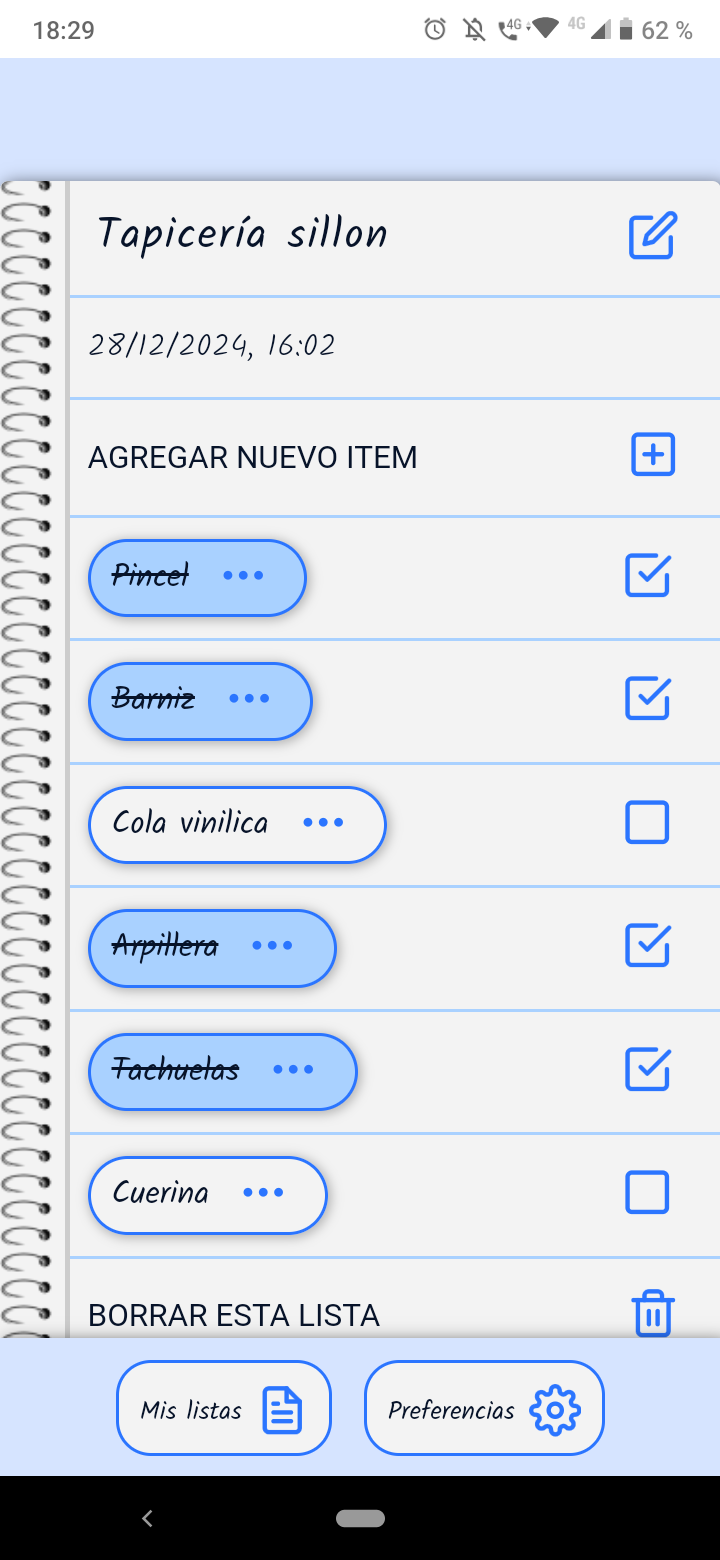 18:29 4G 4G 62 %
Tapicería sillon
28/12/2024, 16:02
AGREGAR NUEVO ITEM
Pincel
Barniz
Cola vinilica
Arpillera
Tachuelas
Cuerina
BORRAR ESTA LISTA
Mis listas Preferencias